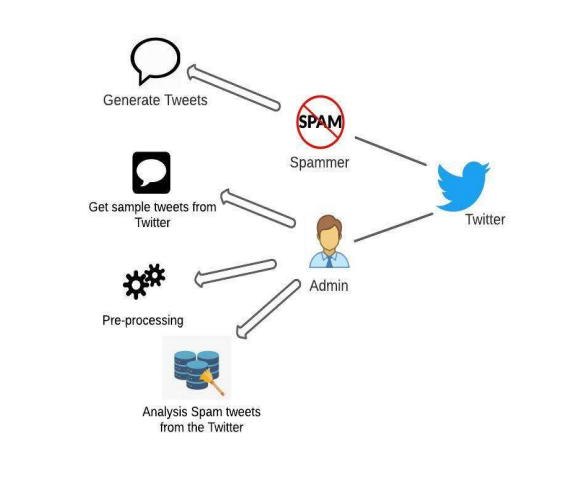 Generate Tweets
SPAM
Spammer
Get sample tweets from
Twitter
Twitter
Admin
Pre-processing
Analysis Spam tweets
from the Twitter